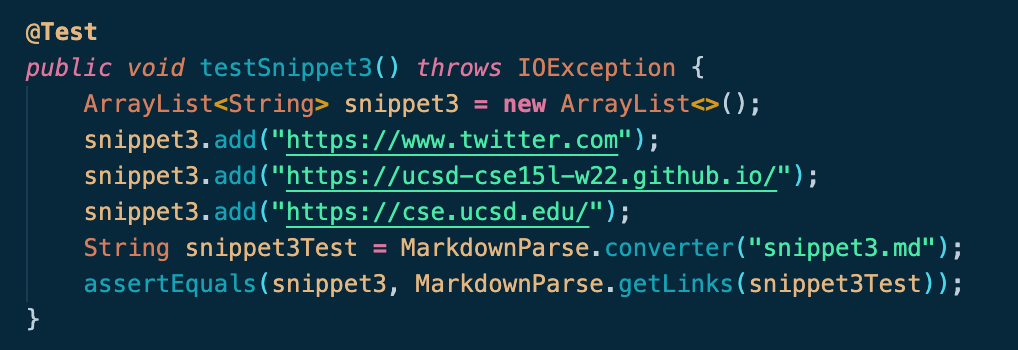 @Test
public void testSnippet3() throws IOException {
    ArrayList<String> snippet3 = new ArrayList<>();
    snippet3.add("https://www.twitter.com");
    snippet3.add("https://ucsd-cse15l-w22.github.io/");
    snippet3.add("https://cse.ucsd.edu/");
    String snippet3Test = MarkdownParse.converter("snippet3.md");
    assertEquals(snippet3, MarkdownParse.getLinks(snippet3Test));
}